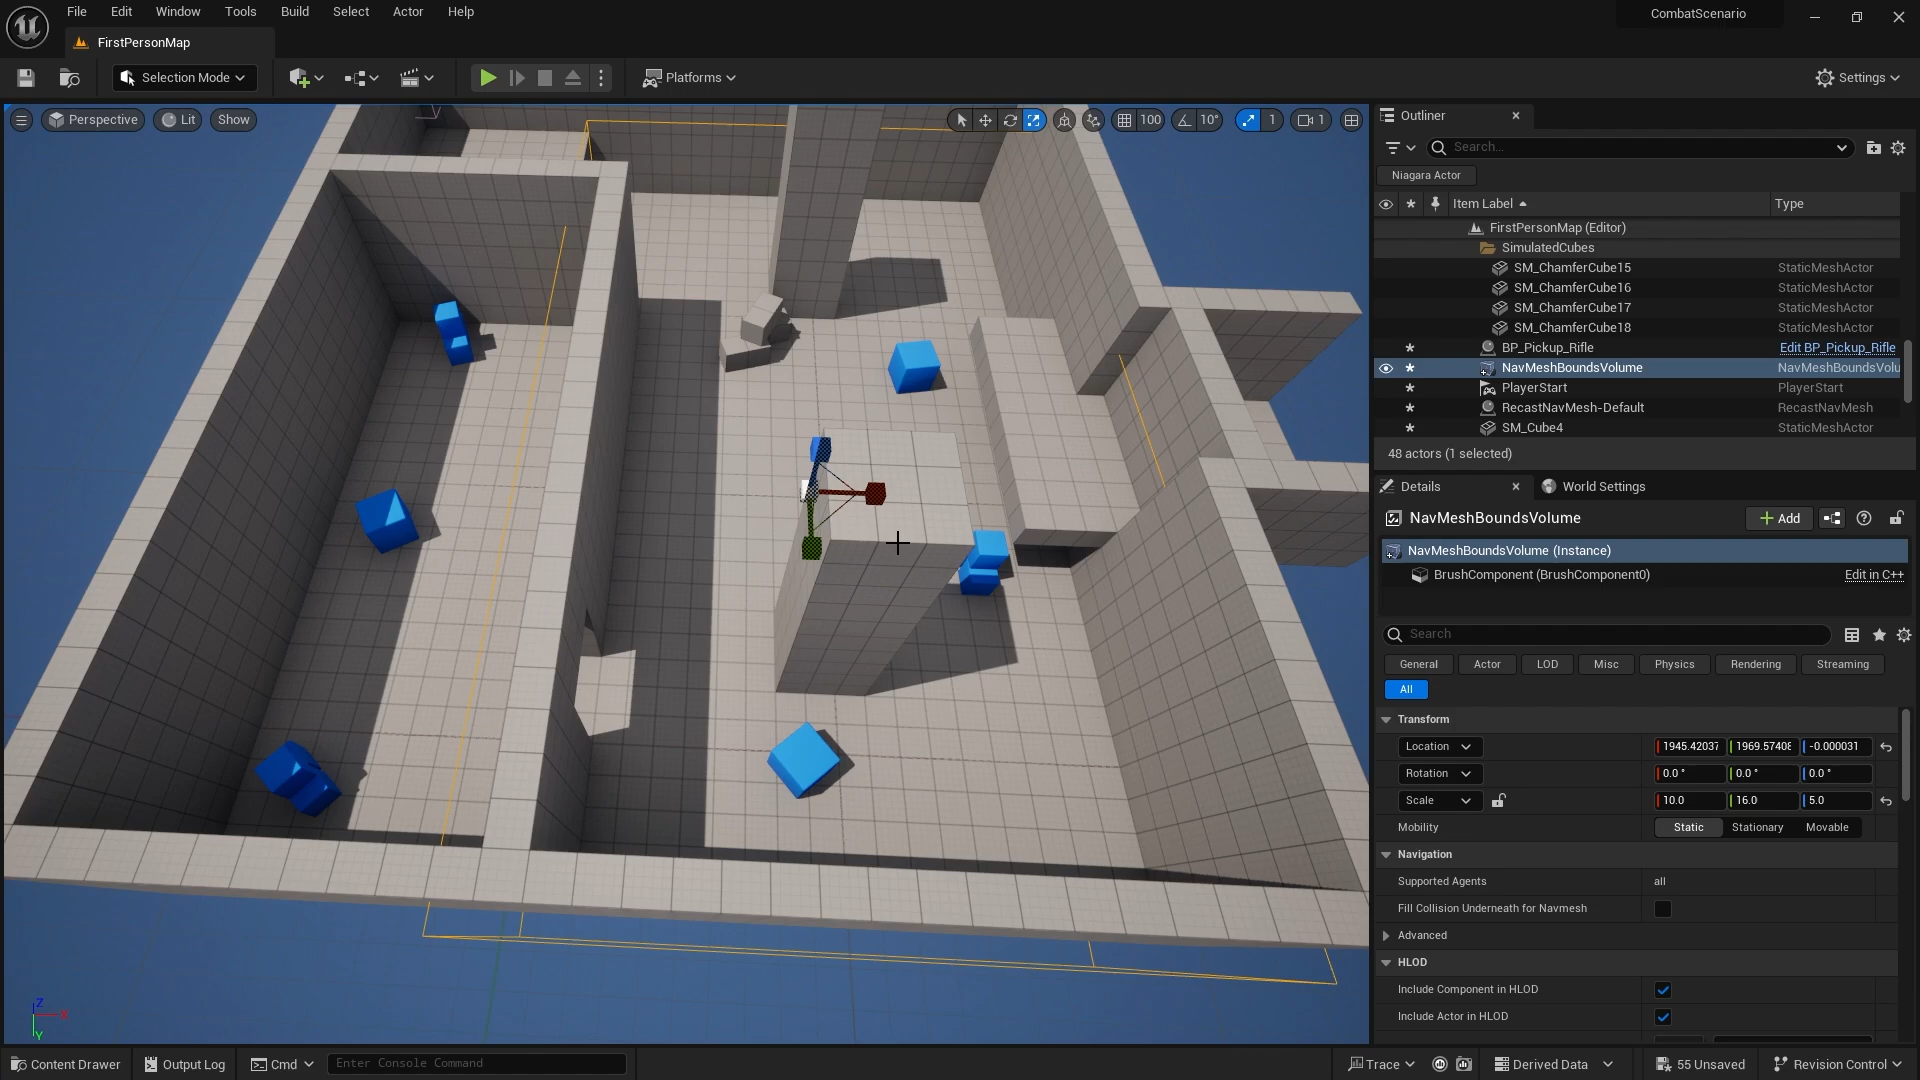 File Edit Window Tools Build Select Actor Help
CombatScenario
FirstPersonMap
Selection Mode
Platforms
Settings
Perspective Lit Show
100 10° 1 1
Outliner
Search...
Niagara Actor
Item Label Type
FirstPersonMap (Editor)
SimulatedCubes
SM_ChamferCube15 StaticMeshActor
SM_ChamferCube16 StaticMeshActor
SM_ChamferCube17 StaticMeshActor
SM_ChamferCube18 StaticMeshActor
BP_Pickup_Rifle Edit BP_Pickup_Rifle
NavMeshBoundsVolume NavMeshBoundsVolu
PlayerStart PlayerStart
RecastNavMesh-Default RecastNavMesh
SM_Cube4 StaticMeshActor
48 actors (1 selected)
Details World Settings
NavMeshBoundsVolume Add
NavMeshBoundsVolume (Instance)
BrushComponent (BrushComponent0) Edit in C++
Search
General Actor LOD Misc Physics Rendering Streaming
All
Transform
Location 1945.42037 1969.57408 -0.000031
Rotation 0.0 ° 0.0 ° 0.0 °
Scale 10.0 16.0 5.0
Mobility Static Stationary Movable
Navigation
Supported Agents all
Fill Collision Underneath for Navmesh
Advanced
HLOD
Include Component in HLOD
Include Actor in HLOD
Z
X
Y
Content Drawer Output Log Cmd Enter Console Command Trace Derived Data 55 Unsaved Revision Control